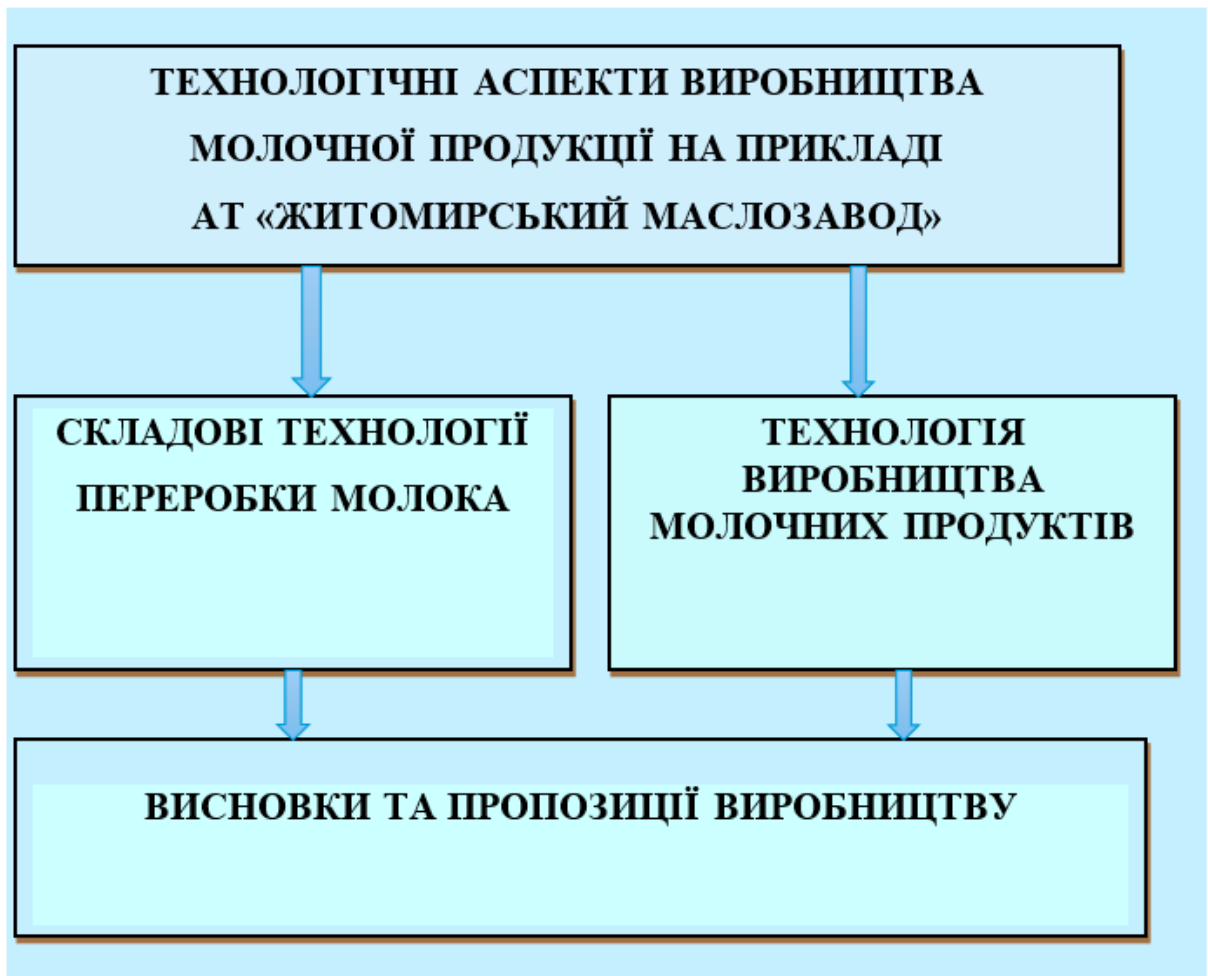 ТЕХНОЛОГІЧНІ АСПЕКТИ ВИРОБНИЦТВА
МОЛОЧНОЇ ПРОДУКЦІЇ НА ПРИКЛАДІ
АТ «ЖИТОМИРСЬКИЙ МАСЛОЗАВОД»
СКЛАДОВІ ТЕХНОЛОГІЇ
ПЕРЕРОБКИ МОЛОКА
ТЕХНОЛОГІЯ
ВИРОБНИЦТВА
МОЛОЧНИХ ПРОДУКТІВ
ВИСНОВКИ ТА ПРОПОЗИЦІЇ ВИРОБНИЦТВУ